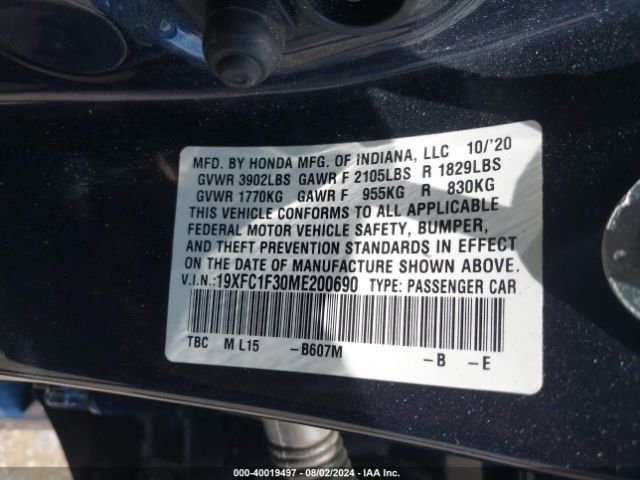 MFD. BY HONDA MFG. OF INDIANA, LLC 10/'20
GVWR 3902LBS GAWR F 2105LBS R 1829LBS
GVWR 1770KG GAWR F 955KG R 830KG
THIS VEHICLE CONFORMS TO ALL APPLICABLE
FEDERAL MOTOR VEHICLE SAFETY, BUMPER,
AND THEFT PREVENTION STANDARDS IN EFFECT
ON THE DATE OF MANUFACTURE SHOWN ABOVE.
V.I.N.:19XFC1F30ME200690 TYPE: PASSENGER CAR
TBC M L15 -B607M -B -E
000-40019497 - 08/02/2024 - IAA Inc.